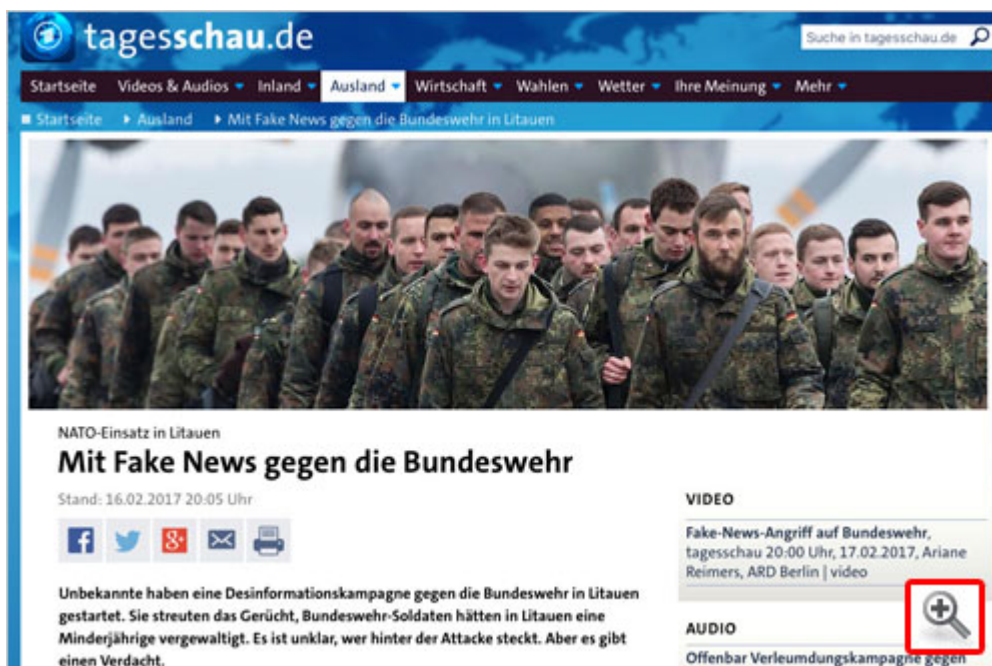 tagesschau.de
Suche in tagesschau.de
Startseite Videos & Audios Inland Ausland Wirtschaft Wahlen Wetter Ihre Meinung Mehr
Startseite Ausland Mit Fake News gegen die Bundeswehr in Litauen
NATO-Einsatz in Litauen
Mit Fake News gegen die Bundeswehr
Stand: 16.02.2017 20:05 Uhr
Unbekannte haben eine Desinformationskampagne gegen die Bundeswehr in Litauen
gestartet. Sie streuten das Gerücht, Bundeswehr-Soldaten hätten in Litauen eine
Minderjährige vergewaltigt. Es ist unklar, wer hinter der Attacke steckt. Aber es gibt
einen Verdacht.
VIDEO
Fake-News-Angriff auf Bundeswehr,
tagesschau 20:00 Uhr, 17.02.2017, Ariane
Reimers, ARD Berlin | video
AUDIO
Offenbar Verleumdungskampagne gegen